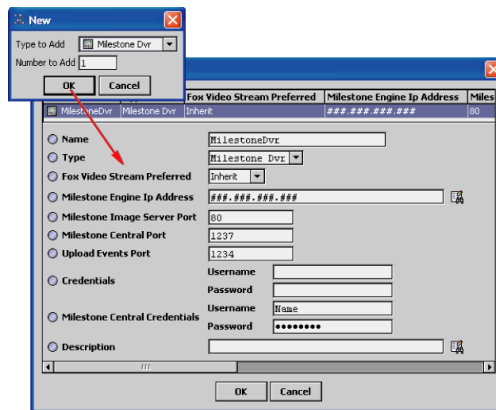 New
Type to Add Milestone Dvr
Number to Add 1
OK Cancel
Fox Video Stream Preferred Milestone Engine Ip Address Miles
MilestoneDvr Milestone Dvr Inherit ###.###.###.### 80
Name MilestoneDvr
Type Milestone Dvr
Fox Video Stream Preferred Inherit
Milestone Engine Ip Address ###.###.###.###
Milestone Image Server Port 80
Milestone Central Port 1237
Upload Events Port 1234
Credentials Username
Password
Milestone Central Credentials Username Name
Password ••••••••
Description
OK Cancel